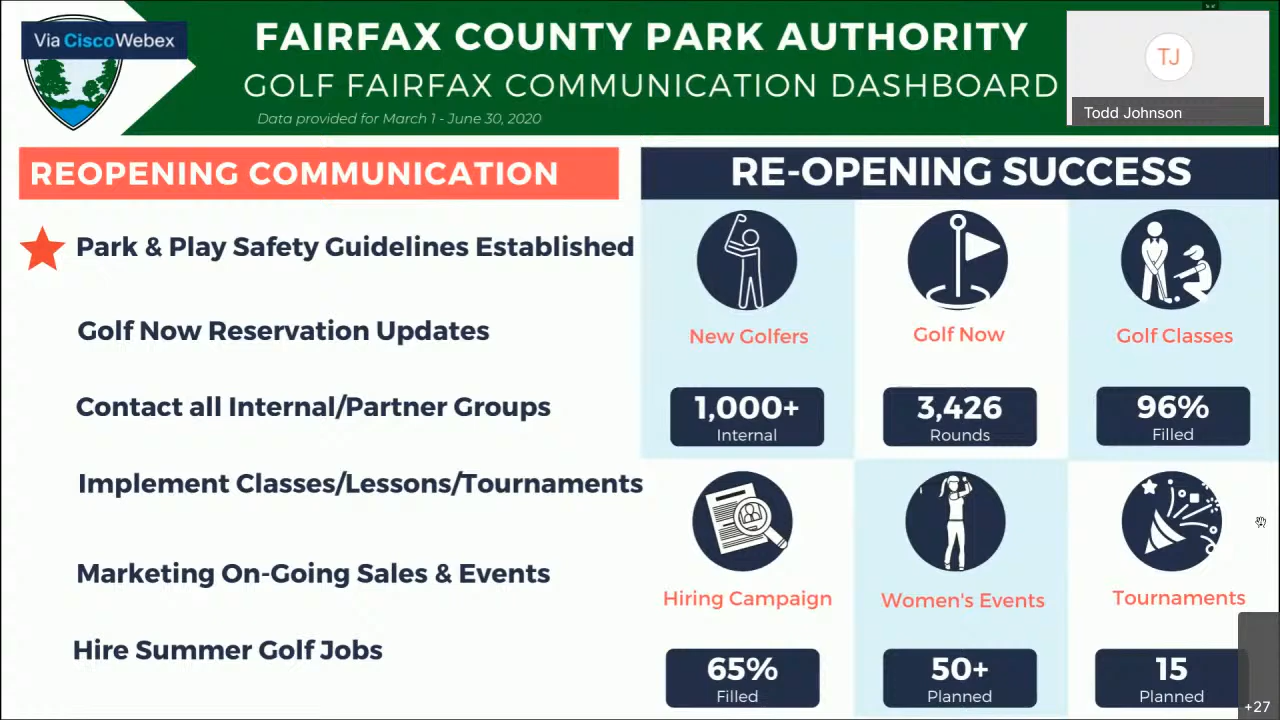 Via Cisco Webex
FAIRFAX COUNTY PARK AUTHORITY
GOLF FAIRFAX COMMUNICATION DASHBOARD
Data provided for March 1 - June 30, 2020
TJ
Todd Johnson
REOPENING COMMUNICATION
Park & Play Safety Guidelines Established
Golf Now Reservation Updates
Contact all Internal/Partner Groups
Implement Classes/Lessons/Tournaments
Marketing On-Going Sales & Events
Hire Summer Golf Jobs
RE-OPENING SUCCESS
New Golfers
1,000+
Internal
Golf Now
3,426
Rounds
Golf Classes
96%
Filled
Hiring Campaign
65%
Filled
Women's Events
50+
Planned
Tournaments
15
Planned
+27